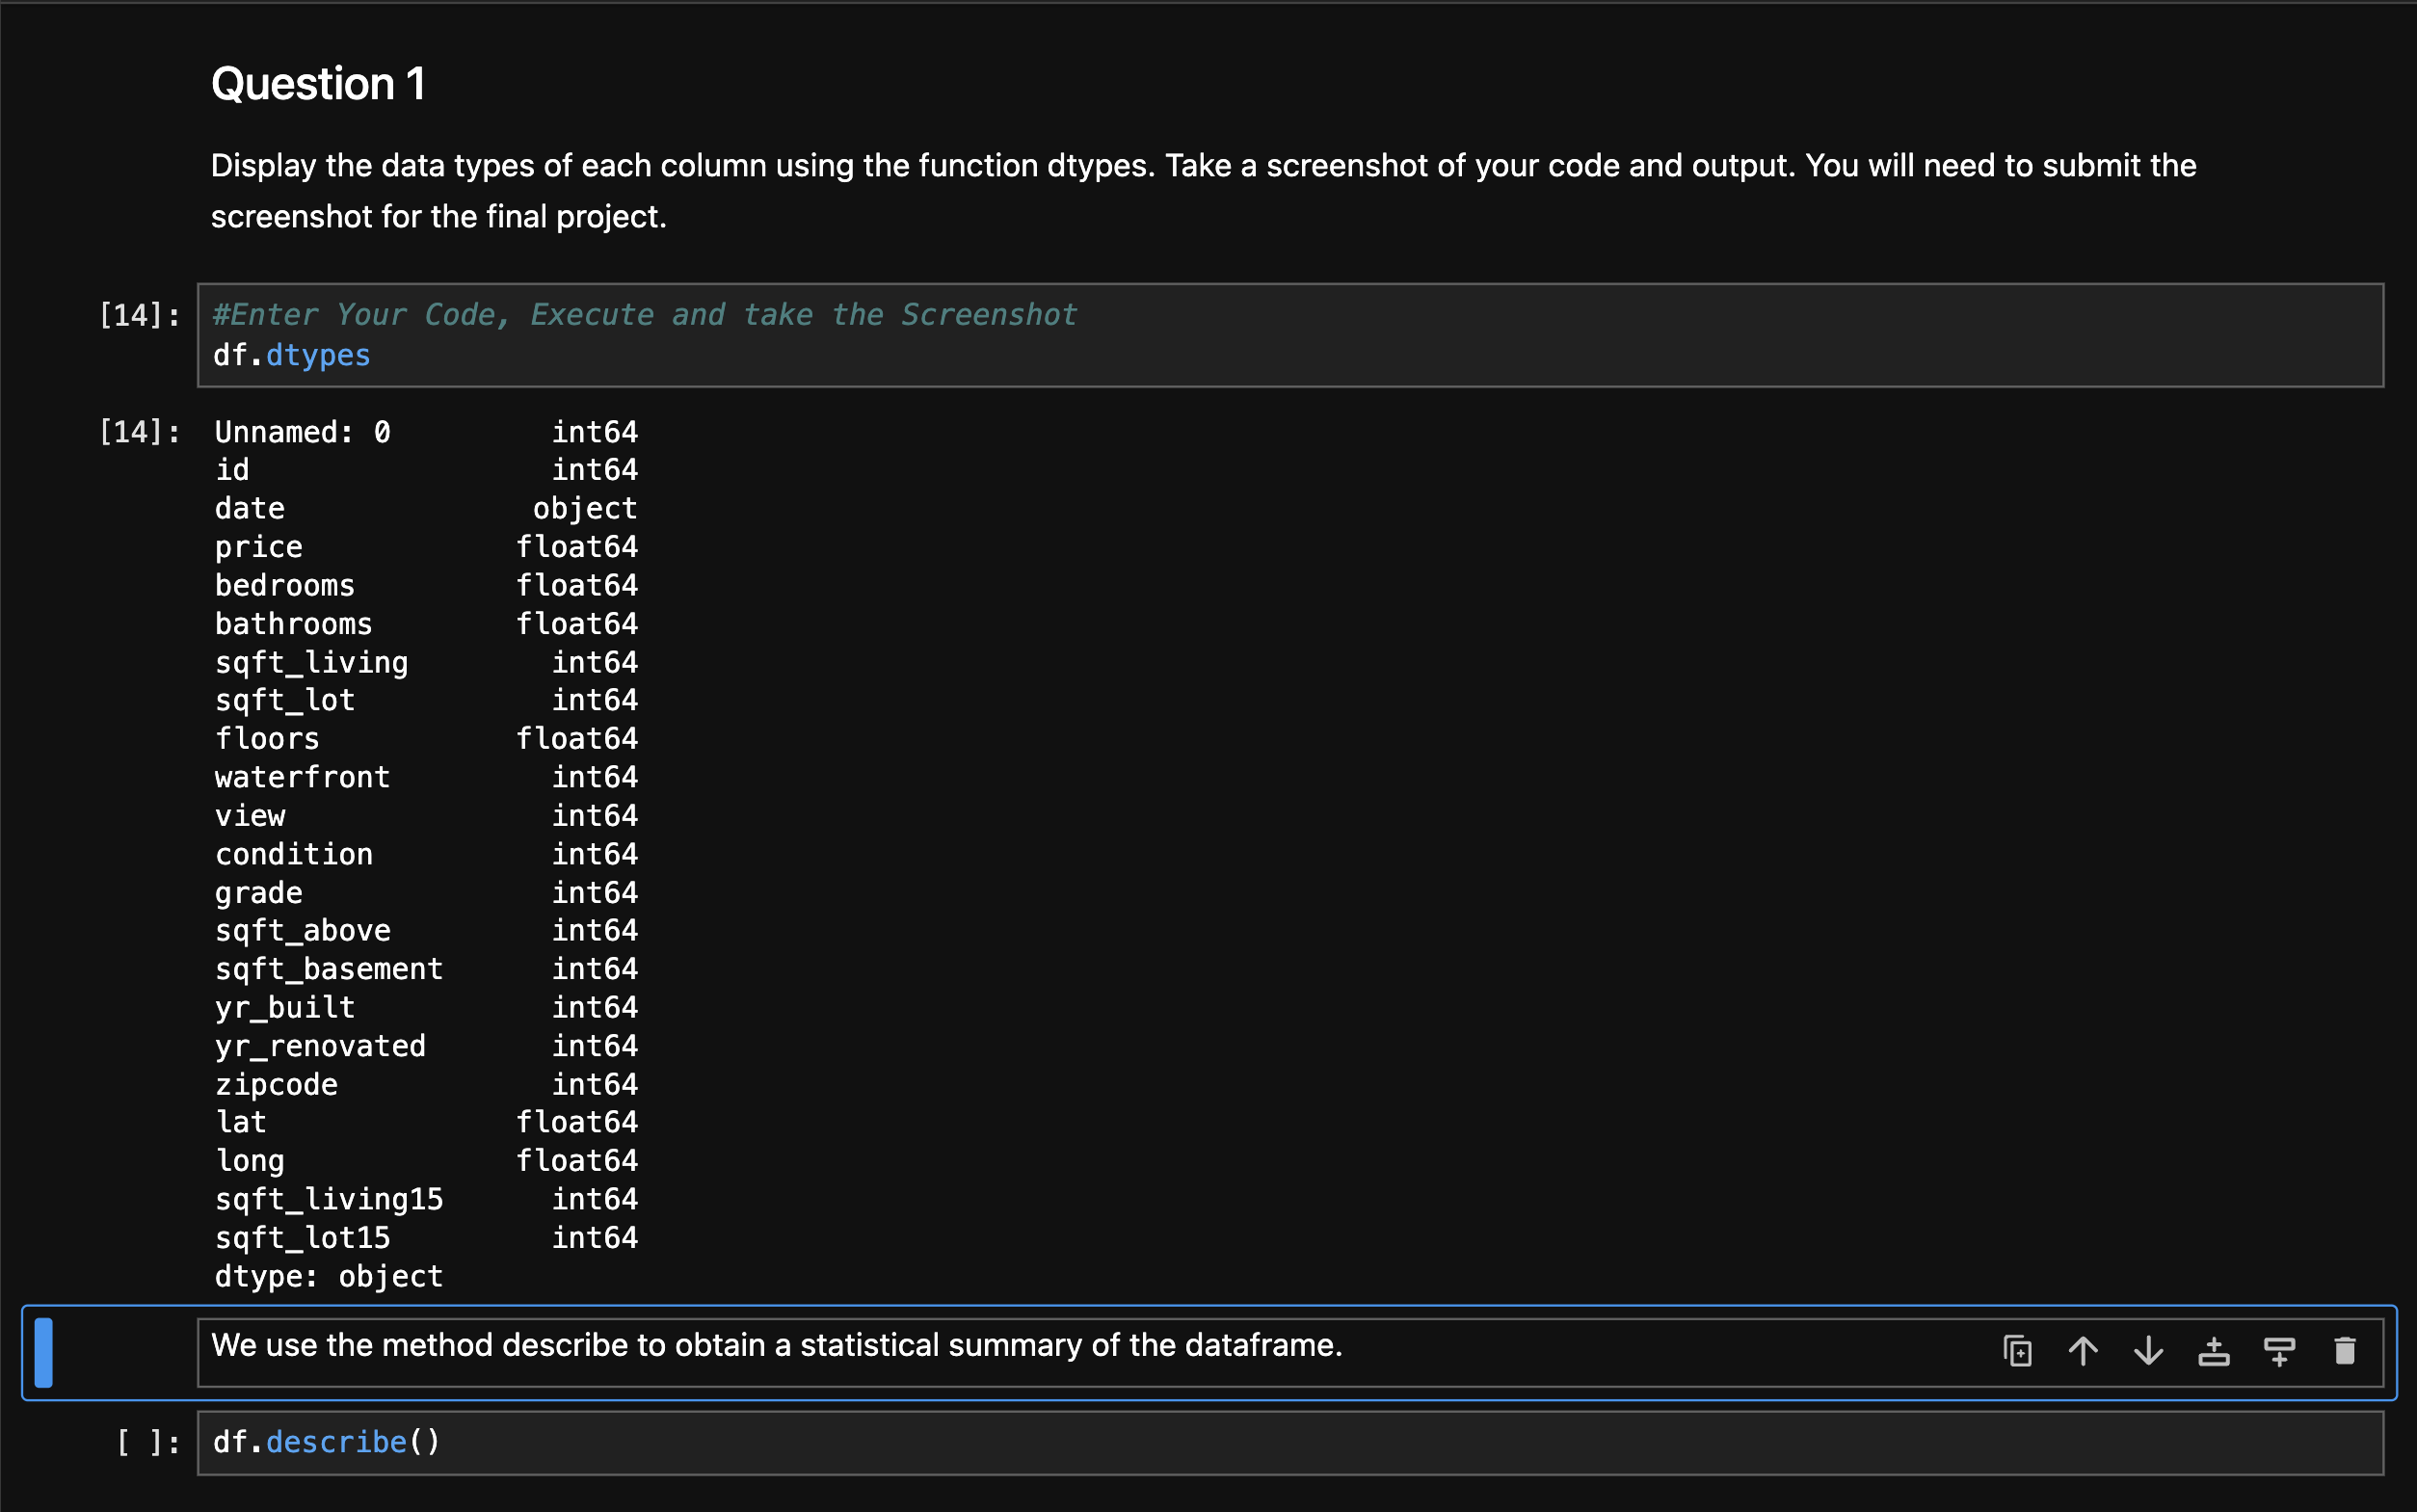 Question 1
Display the data types of each column using the function dtypes. Take a screenshot of your code and output. You will need to submit the
screenshot for the final project.
[14]: #Enter Your Code, Execute and take the Screenshot
df.dtypes
[14]: Unnamed: 0 int64
id int64
date object
price float64
bedrooms float64
bathrooms float64
sqft_living int64
sqft_lot int64
floors float64
waterfront int64
view int64
condition int64
grade int64
sqft_above int64
sqft_basement int64
yr_built int64
yr_renovated int64
zipcode int64
lat float64
long float64
sqft_living15 int64
sqft_lot15 int64
dtype: object
We use the method describe to obtain a statistical summary of the dataframe.
[ ]: df.describe()